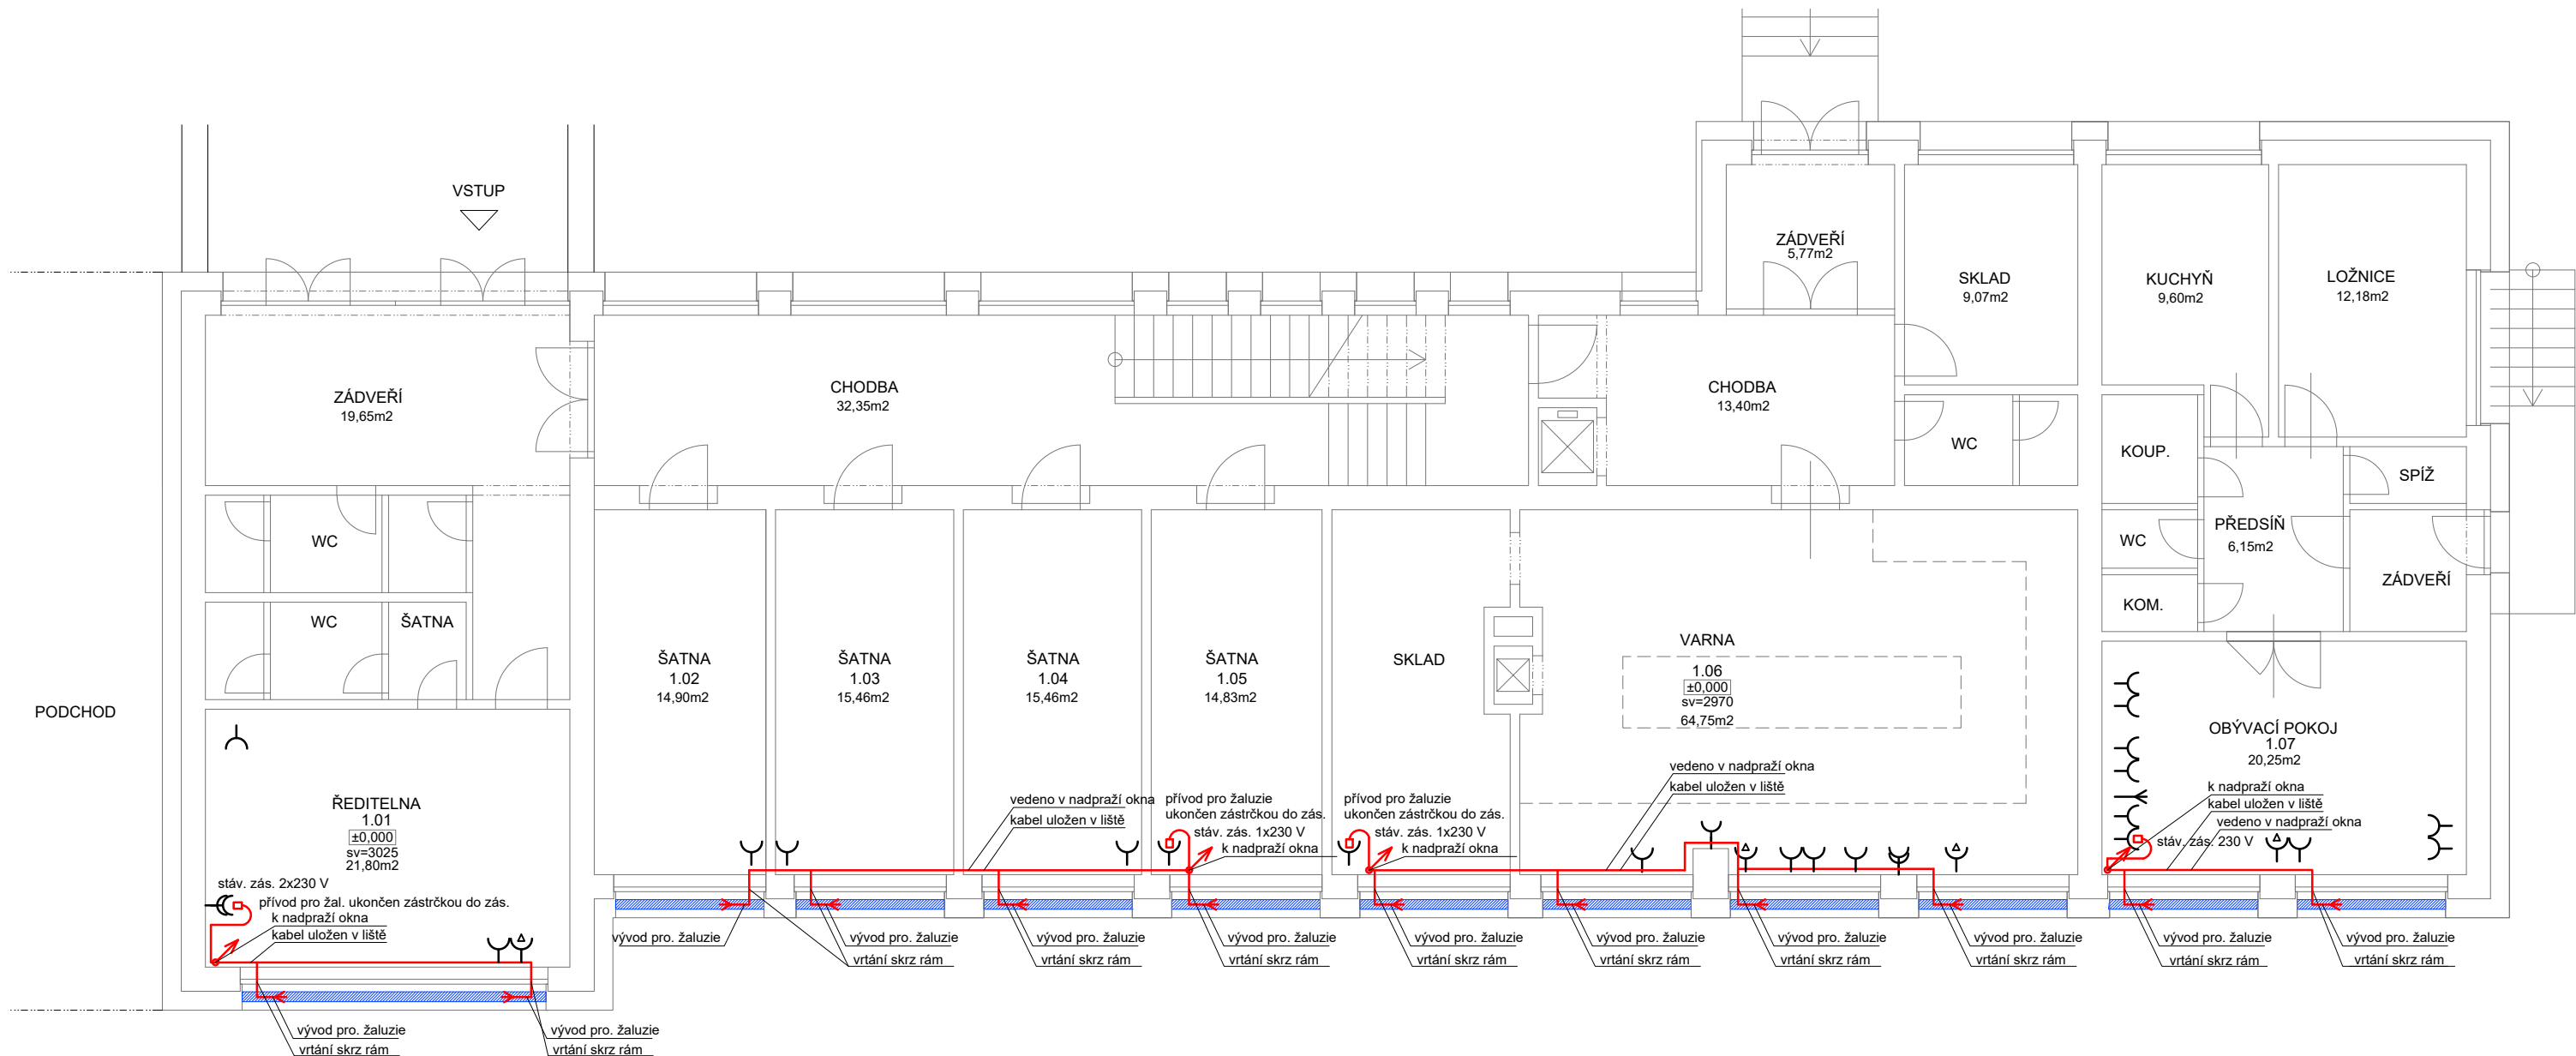 VSTUP
ZÁDVEŘÍ
5,77m2
SKLAD
9,07m2
KUCHYŇ
9,60m2
LOŽNICE
12,18m2
ZÁDVEŘÍ
19,65m2
CHODBA
32,35m2
CHODBA
13,40m2
WC
KOUP.
SPÍŽ
WC
PŘEDSÍŇ
6,15m2
WC
ZÁDVEŘÍ
WC
ŠATNA
KOM.
PODCHOD
ŠATNA
1.02
14,90m2
ŠATNA
1.03
15,46m2
ŠATNA
1.04
15,46m2
ŠATNA
1.05
14,83m2
SKLAD
VARNA
1.06
±0,000
sv=2970
64,75m2
OBÝVACÍ POKOJ
1.07
20,25m2
ŘEDITELNA
1.01
±0,000
sv=3025
21,80m2
vedeno v nadpraží okna
kabel uložen v liště
přívod pro žaluzie
ukončen zástrčkou do zás.
stáv. zás. 1x230 V
k nadpraží okna
přívod pro žaluzie
ukončen zástrčkou do zás.
stáv. zás. 1x230 V
k nadpraží okna
vedeno v nadpraží okna
kabel uložen v liště
k nadpraží okna
kabel uložen v liště
vedeno v nadpraží okna
stáv. zás. 230 V
stáv. zás. 2x230 V
přívod pro žal. ukončen zástrčkou do zás.
k nadpraží okna
kabel uložen v liště
vývod pro. žaluzie
vývod pro. žaluzie
vrtání skrz rám
vývod pro. žaluzie
vrtání skrz rám
vývod pro. žaluzie
vrtání skrz rám
vývod pro. žaluzie
vrtání skrz rám
vývod pro. žaluzie
vrtání skrz rám
vývod pro. žaluzie
vrtání skrz rám
vývod pro. žaluzie
vrtání skrz rám
vývod pro. žaluzie
vrtání skrz rám
vývod pro. žaluzie
vrtání skrz rám
vývod pro. žaluzie
vrtání skrz rám
vývod pro. žaluzie
vrtání skrz rám